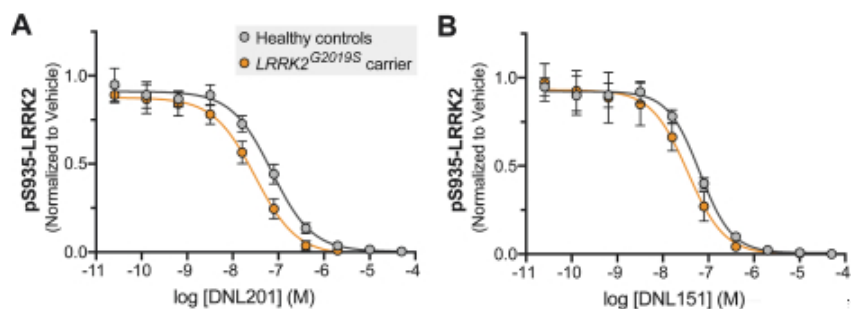 A
B
Healthy controls
LRRK2^G2019S carrier
pS935-LRRK2
(Normalized to Vehicle)
1.0
0.5
0.0
-11 -10 -9 -8 -7 -6 -5 -4
log [DNL201] (M)
pS935-LRRK2
(Normalized to Vehicle)
1.0
0.5
0.0
-11 -10 -9 -8 -7 -6 -5 -4
log [DNL151] (M)